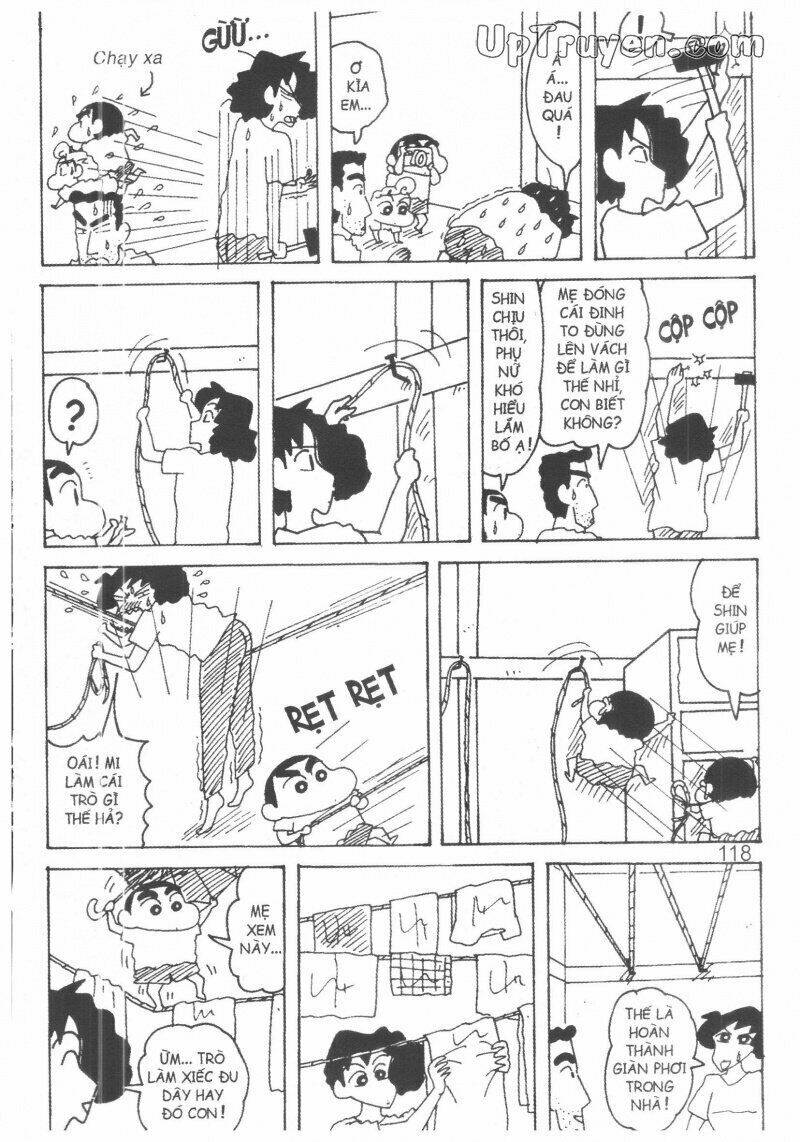 UpTruyen.com
!
Á
Á...
ĐAU
QUÁ
!
Ơ
KÌA
EM...
GỪỪ...
Chạy xa
CỘP CỘP
MẸ ĐÓNG
CÁI ĐINH
TO ĐÙNG
LÊN VÁCH
ĐỂ LÀM GÌ
THẾ NHỈ,
CON BIẾT
KHÔNG?
SHIN
CHỊU
THÔI,
PHỤ
NỮ
KHÓ
HIỂU
LẮM
BỐ Ạ!
?
ĐỂ
SHIN
GIÚP
MẸ!
RẸT RẸT
OÁI! MI
LÀM CÁI
TRÒ GÌ
THẾ HẢ?
118
THẾ LÀ
HOÀN
THÀNH
GIÀN PHƠI
TRONG
NHÀ!
MẸ
XEM
NÀY...
ỪM... TRÒ
LÀM XIẾC ĐU
DÂY HAY
ĐÓ CON!